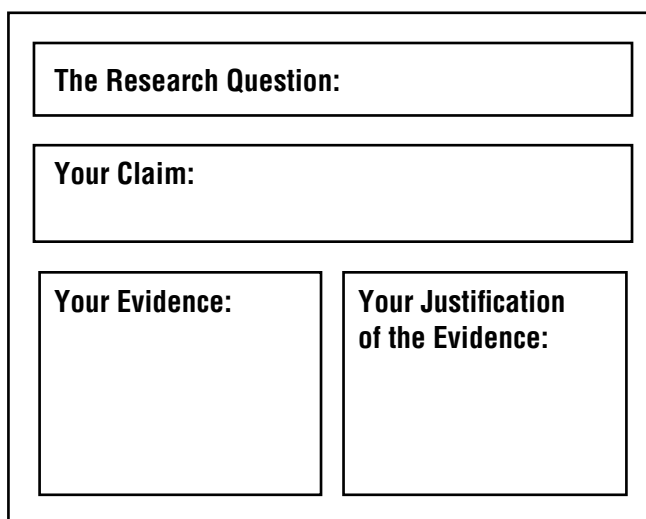 The Research Question:
Your Claim:
Your Evidence:
Your Justification
of the Evidence: